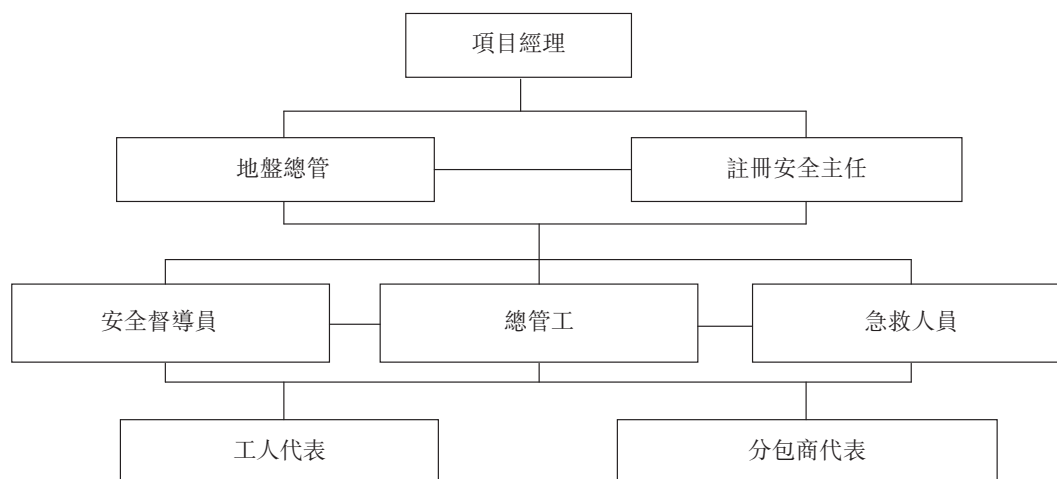 項目經理
地盤總管
註冊安全主任
安全督導員
總管工
急救人員
工人代表
分包商代表